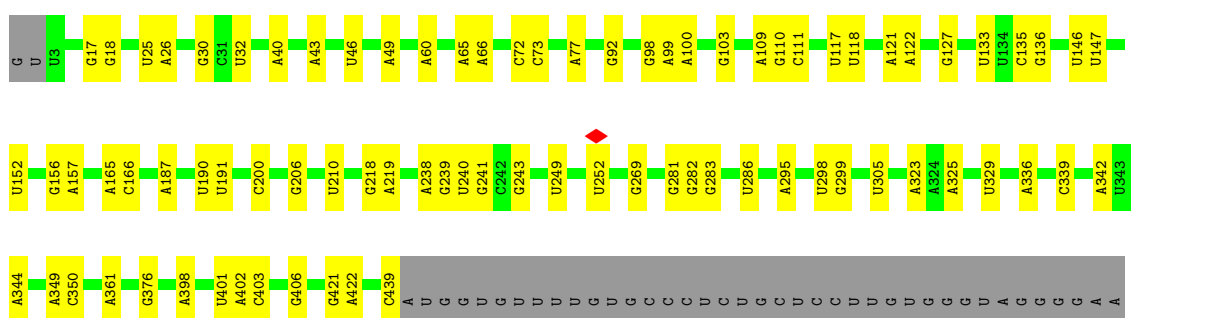 G U U3 G17 G18 U25 A26 G30 C31 U32 A40 A43 U46 A49 A60 A65 A66 C72 C73 A77 G92 G98 A99 A100 G103 A109 G110 C111 U117 U118 A121 A122 G127 U133 U134 C135 G136 U146 U147
U152 G156 A157 A165 C166 A187 U190 U191 C200 G206 U210 G218 A219 A238 G239 U240 G241 C242 G243 U249 U252 G269 G281 G282 G283 U286 A295 U298 G299 U305 A323 A324 A325 U329 A336 C339 A342 U343
A344 A349 C350 A361 G376 A398 U401 A402 C403 G406 G421 A422 C439 A U G G U G U U U U G U G C C C U C U G C U C C U U G U G G G U A G G G G A A